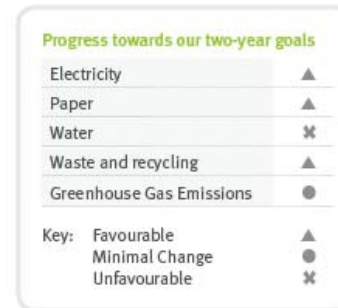 Progress towards our two-year goals
Electricity ▲
Paper ▲
Water ✖
Waste and recycling ▲
Greenhouse Gas Emissions ●
Key: Favourable ▲
Minimal Change ●
Unfavourable ✖